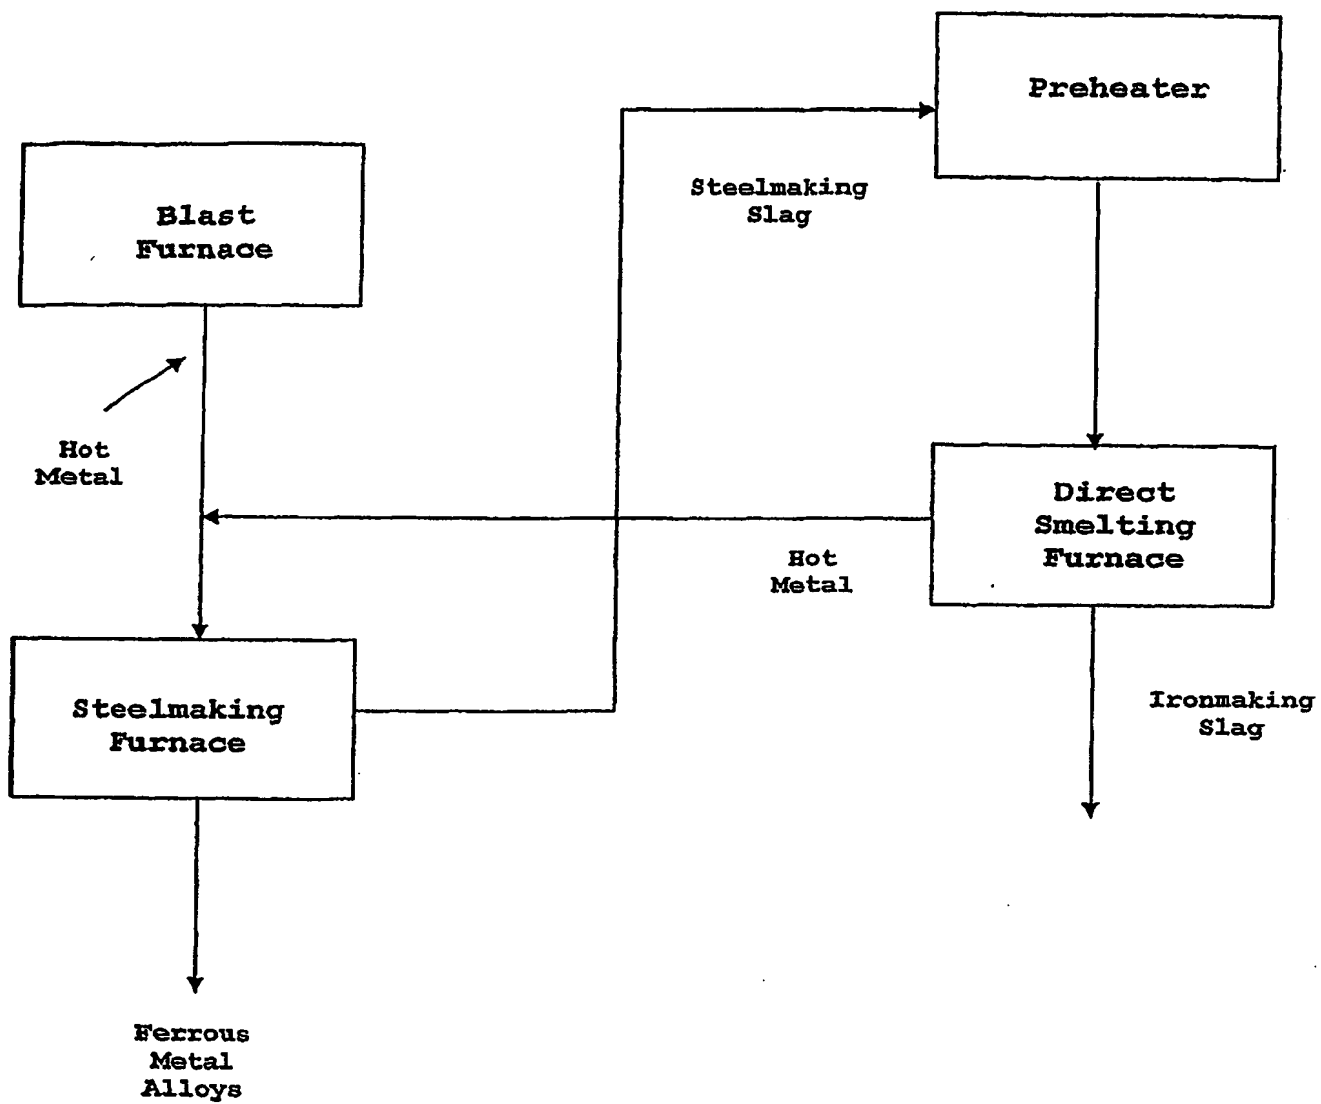 Preheater
Steelmaking
Slag
Blast
Furnace
Hot
Metal
Direct
Smelting
Furnace
Hot
Metal
Steelmaking
Furnace
Ironmaking
Slag
Ferrous
Metal
Alloys